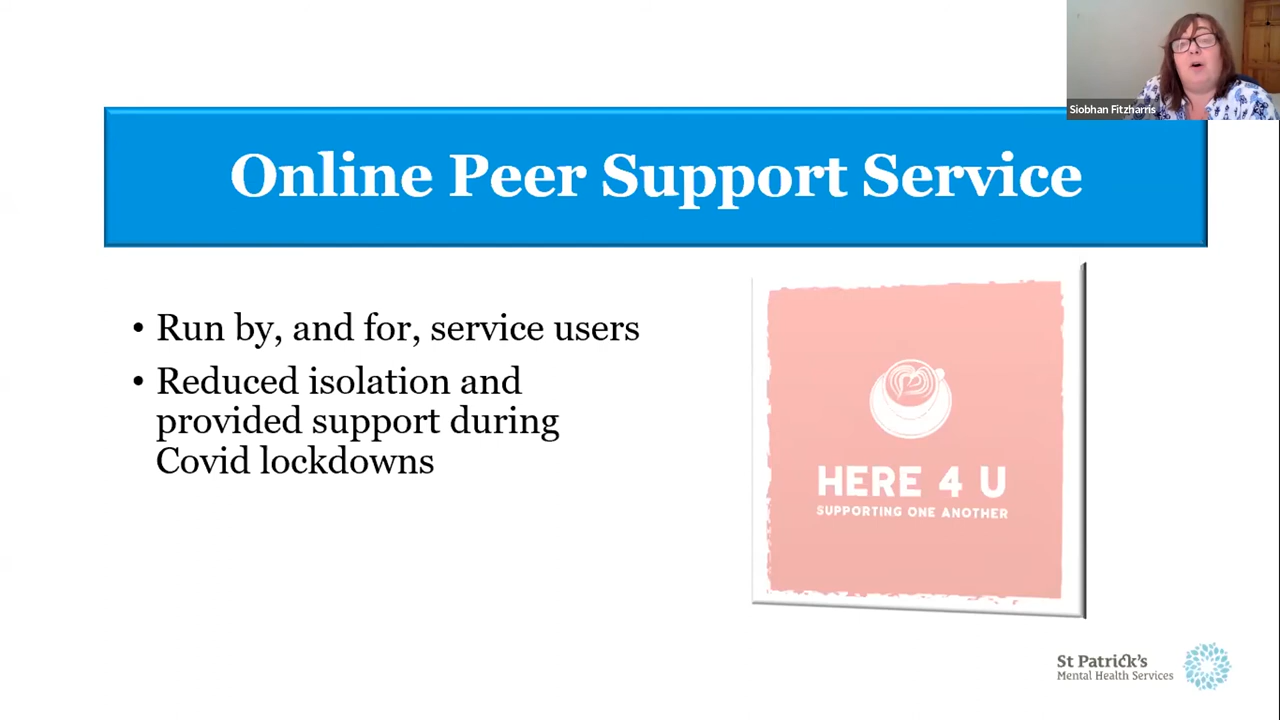 Siobhan Fitzharris
Online Peer Support Service
• Run by, and for, service users
• Reduced isolation and
provided support during
Covid lockdowns
HERE 4 U
SUPPORTING ONE ANOTHER
St Patrick's
Mental Health Services